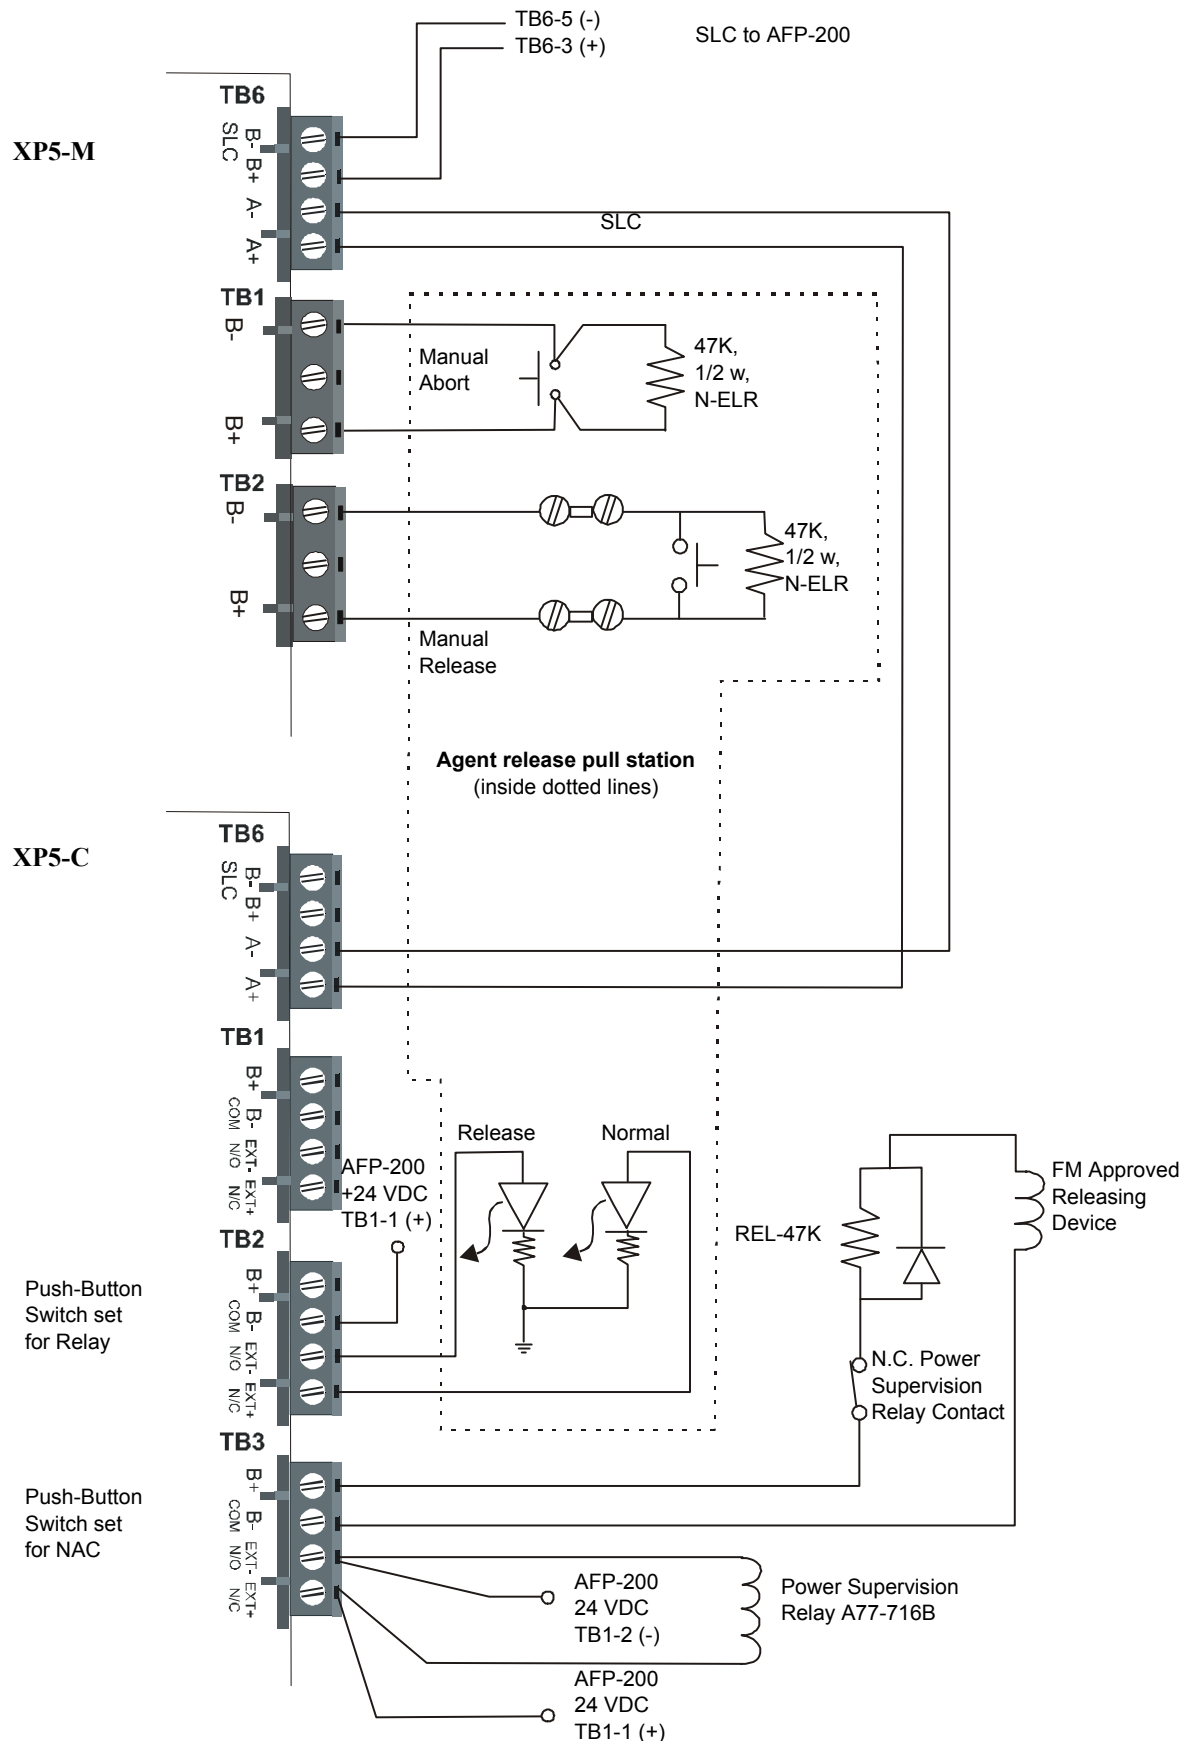 TB6-5 (-)
TB6-3 (+)
SLC to AFP-200
XP5-M
TB6
SLC
B-
B+
A-
A+
SLC
TB1
B-
B+
Manual
Abort
47K,
1/2 w,
N-ELR
TB2
B-
B+
47K,
1/2 w,
N-ELR
Manual
Release
Agent release pull station
(inside dotted lines)
XP5-C
TB6
SLC
B-
B+
A-
A+
TB1
B+
B-
EXT-
EXT+
COM
N/O
N/C
AFP-200
+24 VDC
TB1-1 (+)
Release
Normal
REL-47K
FM Approved
Releasing
Device
TB2
B+
B-
EXT-
EXT+
COM
N/O
N/C
Push-Button
Switch set
for Relay
N.C. Power
Supervision
Relay Contact
TB3
B+
B-
EXT-
EXT+
COM
N/O
N/C
Push-Button
Switch set
for NAC
AFP-200
24 VDC
TB1-2 (-)
Power Supervision
Relay A77-716B
AFP-200
24 VDC
TB1-1 (+)